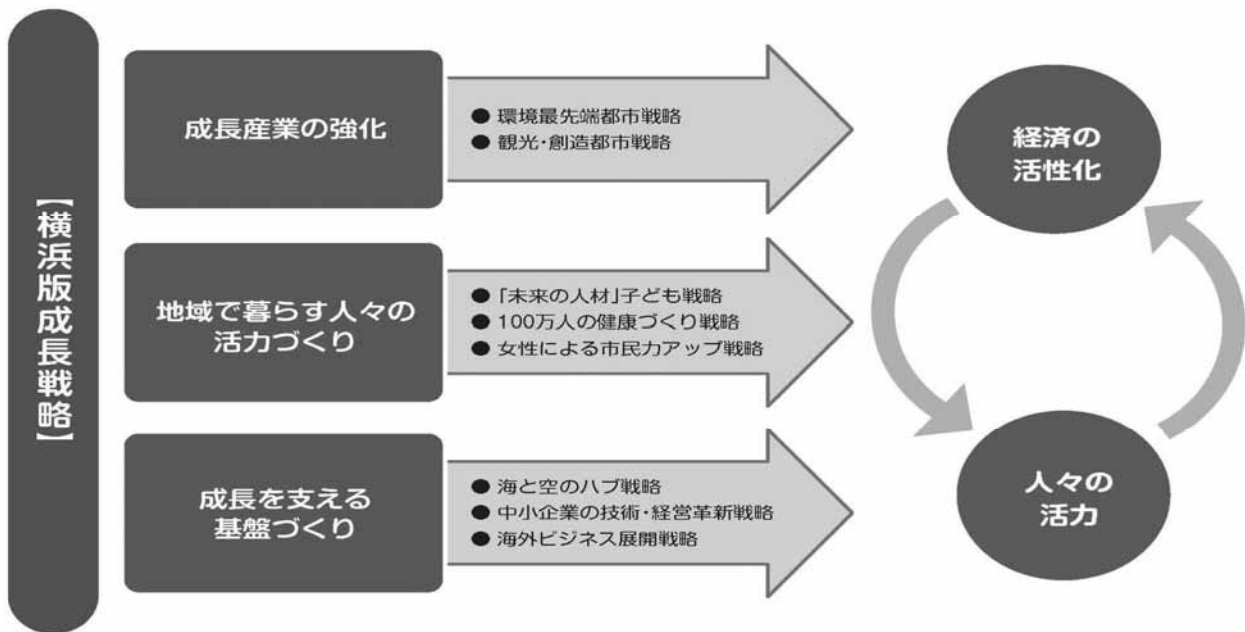 【横浜版成長戦略】
成長産業の強化
● 環境最先端都市戦略
● 観光・創造都市戦略
地域で暮らす人々の
活力づくり
● 「未来の人材」子ども戦略
● 100万人の健康づくり戦略
● 女性による市民力アップ戦略
成長を支える
基盤づくり
● 海と空のハブ戦略
● 中小企業の技術・経営革新戦略
● 海外ビジネス展開戦略
経済の
活性化
人々の
活力